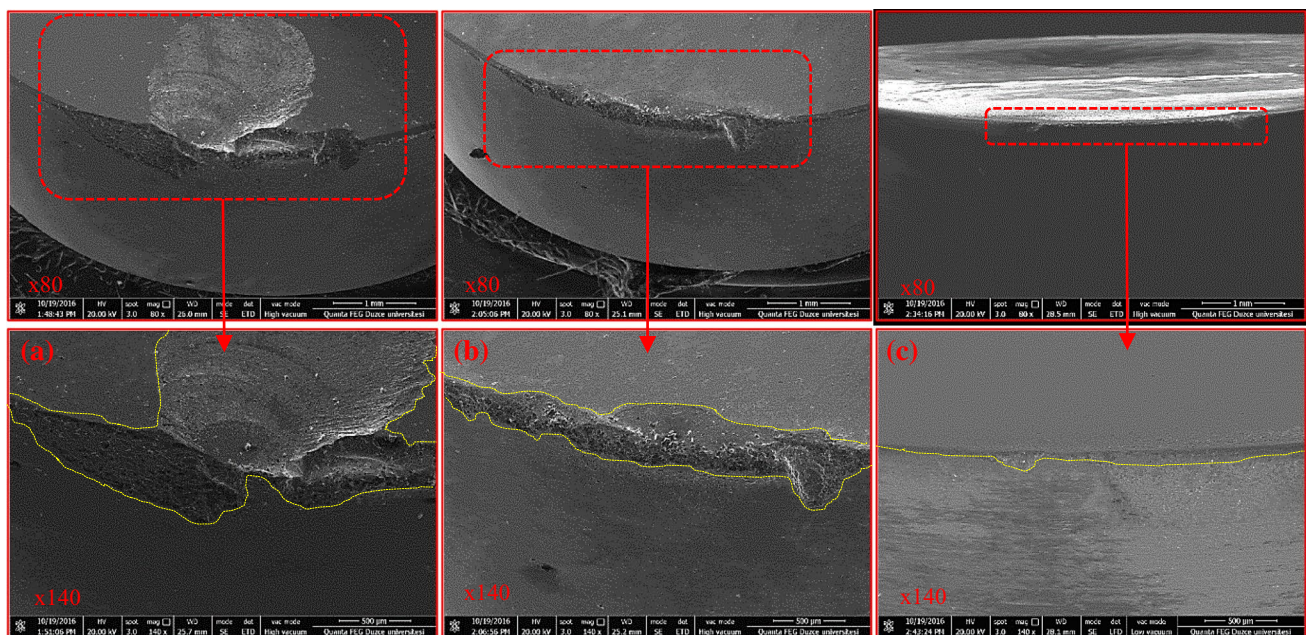 x80
10/19/2016 HV spot mag WD mode det vac mode 1 mm
1:48:43 PM 20.00 kV 3.0 80 x 26.0 mm SE ETD High vacuum Quanta FEG Duzce universitesi
x80
10/19/2016 HV spot mag WD mode det vac mode 1 mm
2:05:06 PM 20.00 kV 3.0 80 x 25.1 mm SE ETD High vacuum Quanta FEG Duzce universitesi
x80
10/19/2016 HV spot mag WD mode det vac mode 1 mm
2:34:16 PM 20.00 kV 3.0 80 x 28.5 mm SE ETD High vacuum Quanta FEG Duzce universitesi
(a)
x140
10/19/2016 HV spot mag WD mode det vac mode 500 µm
1:51:06 PM 20.00 kV 3.0 140 x 25.7 mm SE ETD High vacuum Quanta FEG Duzce universitesi
(b)
x140
10/19/2016 HV spot mag WD mode det vac mode 500 µm
2:06:56 PM 20.00 kV 3.0 140 x 25.2 mm SE ETD High vacuum Quanta FEG Duzce universitesi
(c)
x140
10/19/2016 HV spot mag WD mode det vac mode 500 µm
2:43:24 PM 20.00 kV 3.0 140 x 28.1 mm SE LFD Low vacuum Quanta FEG Duzce universitesi